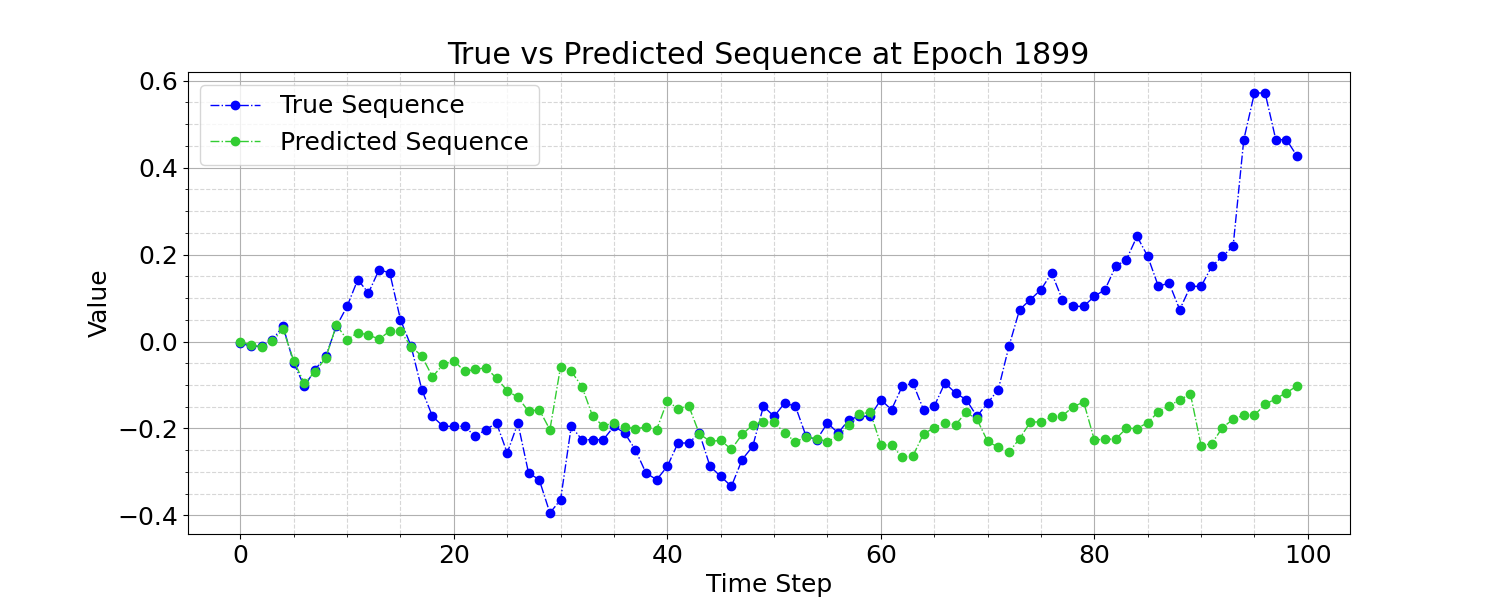 True vs Predicted Sequence at Epoch 1899
True Sequence
Predicted Sequence
0.6
0.4
0.2
0.0
−0.2
−0.4
Value
0 20 40 60 80 100
Time Step